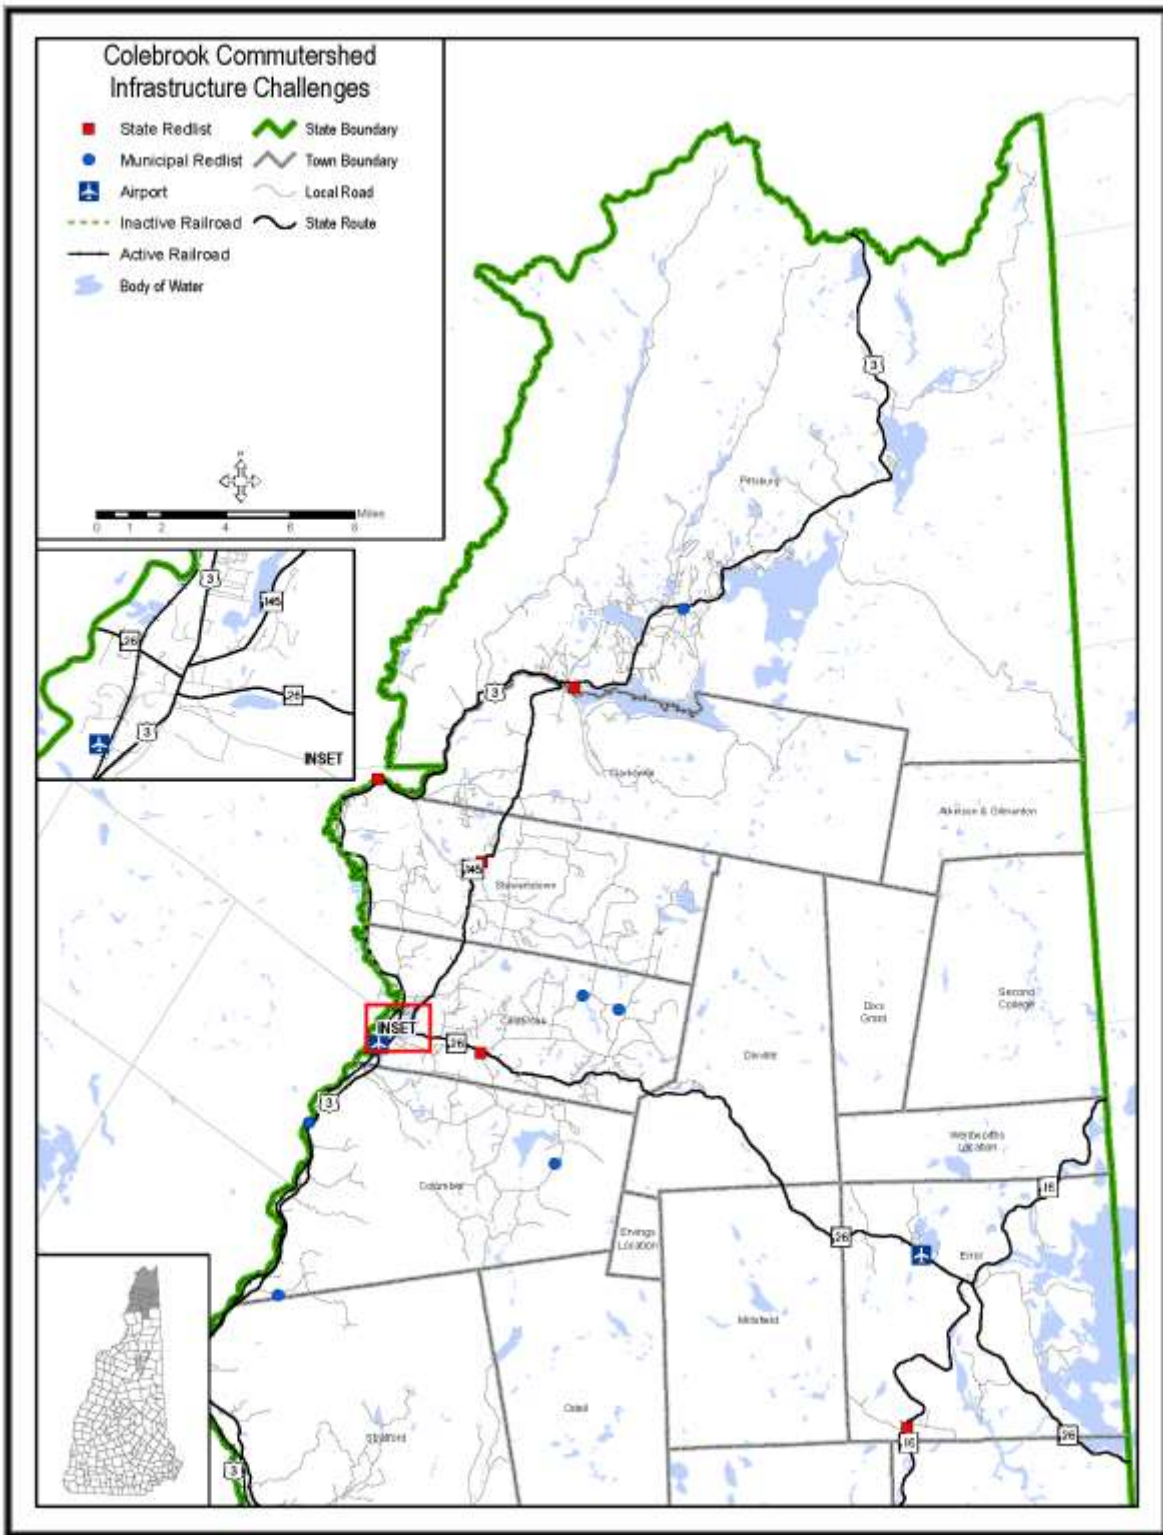 Colebrook Commutershed
Infrastructure Challenges
State Redlist
State Boundary
Municipal Redlist
Town Boundary
Airport
Local Road
Inactive Railroad
State Route
Active Railroad
Body of Water
N
Miles
0 1 2 4 6 8
3
145
26
26
3
INSET
3
Pittsburg
3
Clarksville
Atkinson & Gilmanton
145
Stewartstown
Dixs
Grant
Second
College
INSET
Colebrook
26
Dixville
3
Wentworths
Location
Columbia
16
Ervings
Location
26
Errol
Millsfield
Odell
Stratford
26
16
3